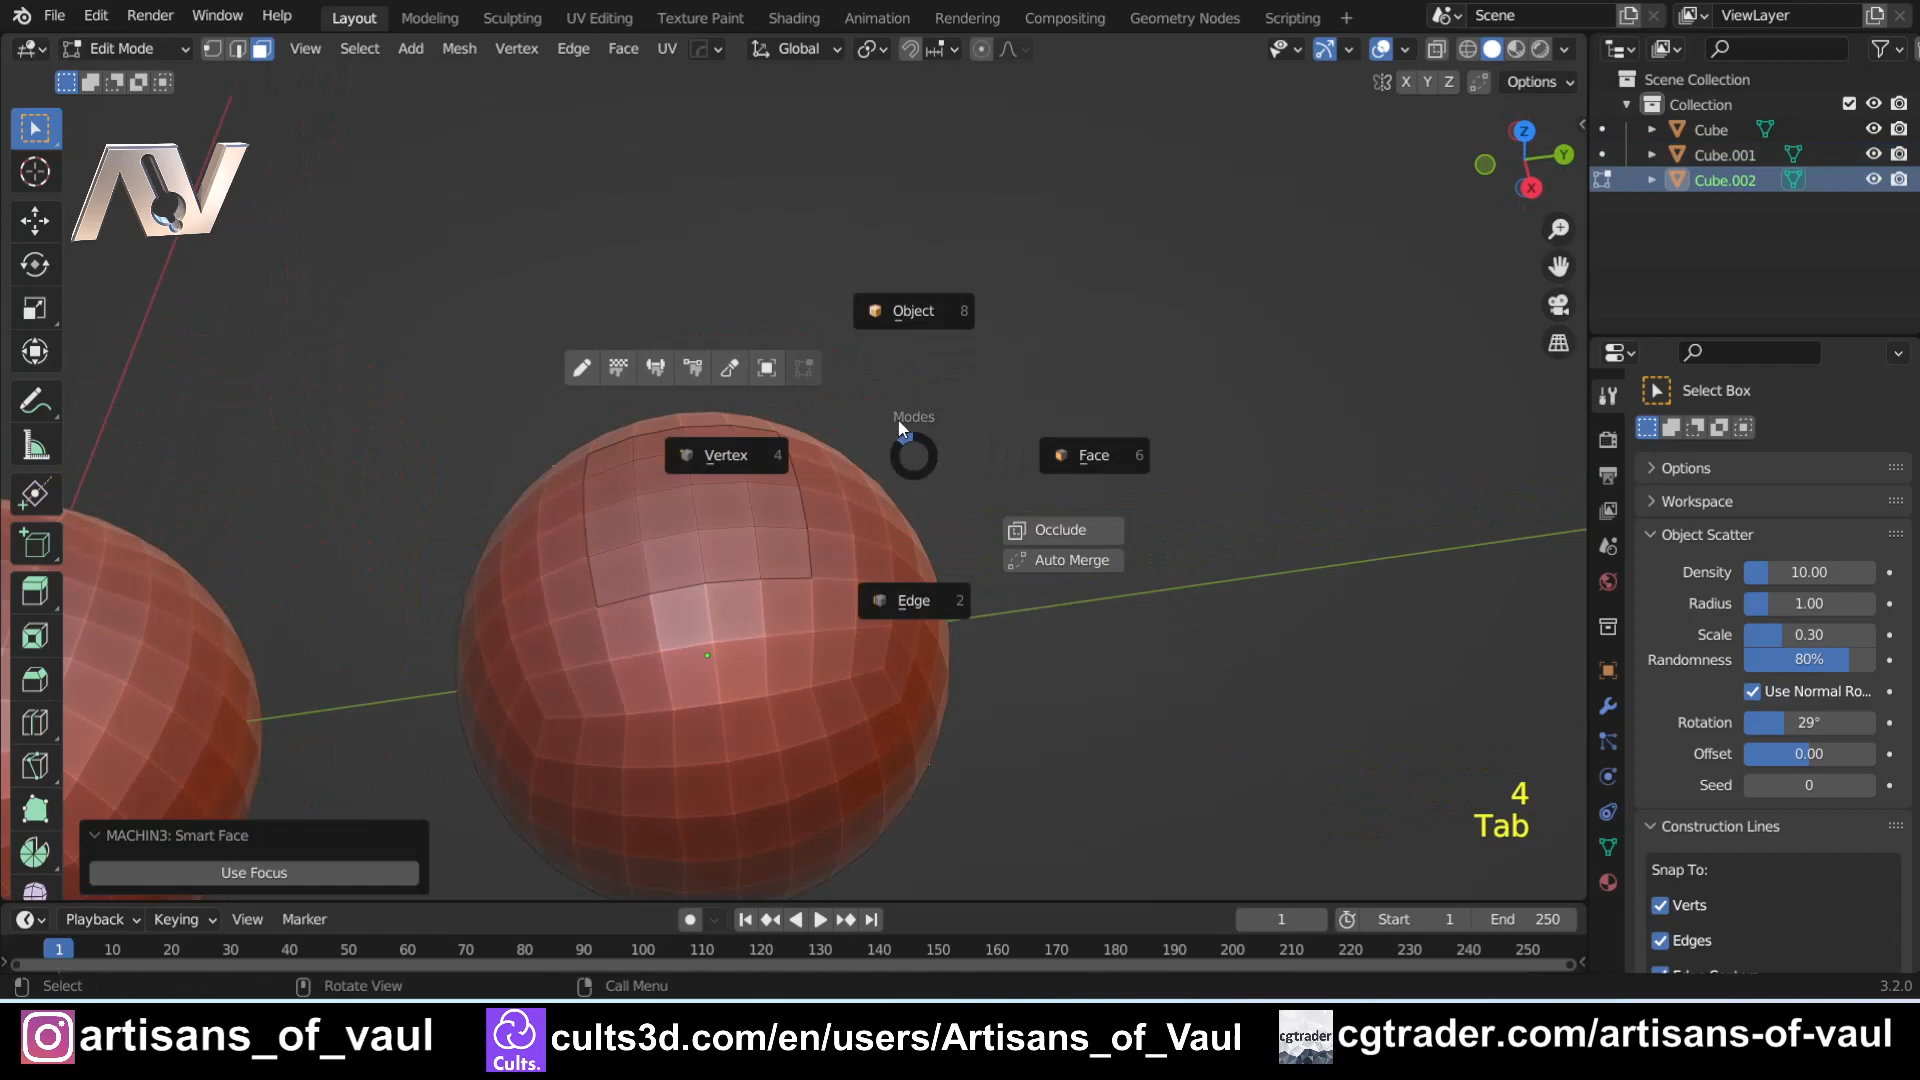 File Edit Render Window Help Layout Modeling Sculpting UV Editing Texture Paint Shading Animation Rendering Compositing Geometry Nodes Scripting + Scene ViewLayer
Edit Mode View Select Add Mesh Vertex Edge Face UV Global
X Y Z Options
Scene Collection
Collection
Cube
Cube.001
Cube.002
Z
Y
X
AV
Object 8
Modes
Vertex 4
Face 6
Occlude
Auto Merge
Edge 2
4
Tab
MACHIN3: Smart Face
Use Focus
Select Box
Options
Workspace
Object Scatter
Density 10.00
Radius 1.00
Scale 0.30
Randomness 80%
Use Normal Ro...
Rotation 29°
Offset 0.00
Seed 0
Construction Lines
Snap To:
Verts
Edges
Playback Keying View Marker 1 Start 1 End 250
1 10 20 30 40 50 60 70 80 90 100 110 120 130 140 150 160 170 180 190 200 210 220 230 240 250
Select Rotate View Call Menu 3.2.0
artisans_of_vaul Cults. cults3d.com/en/users/Artisans_of_Vaul cgtrader cgtrader.com/artisans-of-vaul